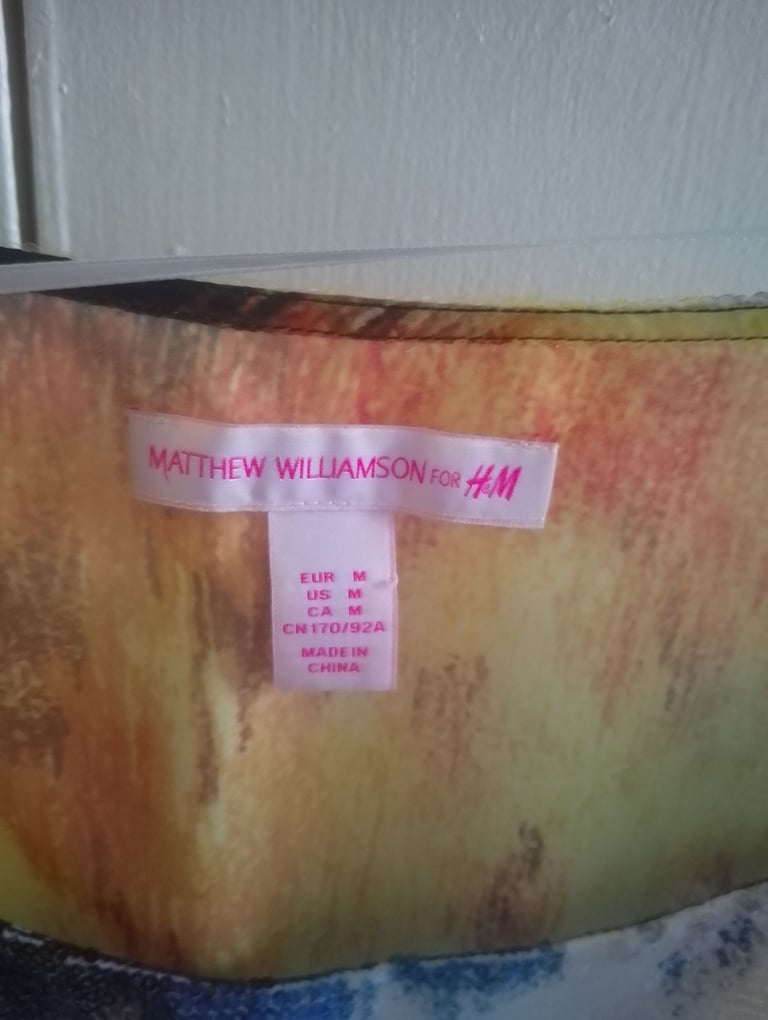 MATTHEW WILLIAMSON FOR H&M
EUR M
US M
CA M
CN170/92A
MADE IN
CHINA